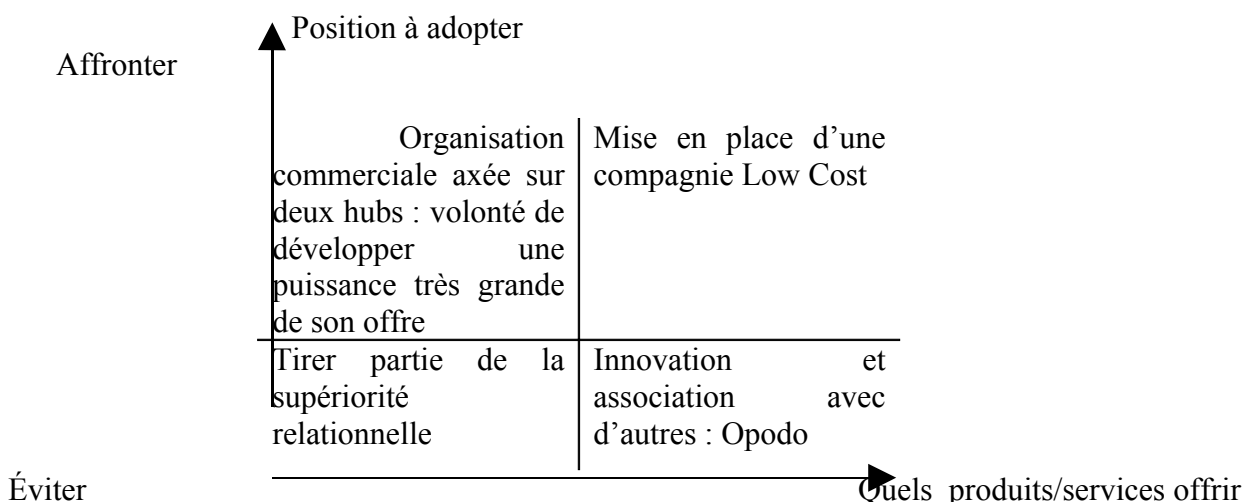 Position à adopter
Affronter
Organisation
commerciale axée sur
deux hubs : volonté de
développer une
puissance très grande
de son offre
Mise en place d’une
compagnie Low Cost
Tirer partie de la
supériorité
relationnelle
Innovation et
association avec
d’autres : Opodo
Éviter
Quels produits/services offrir